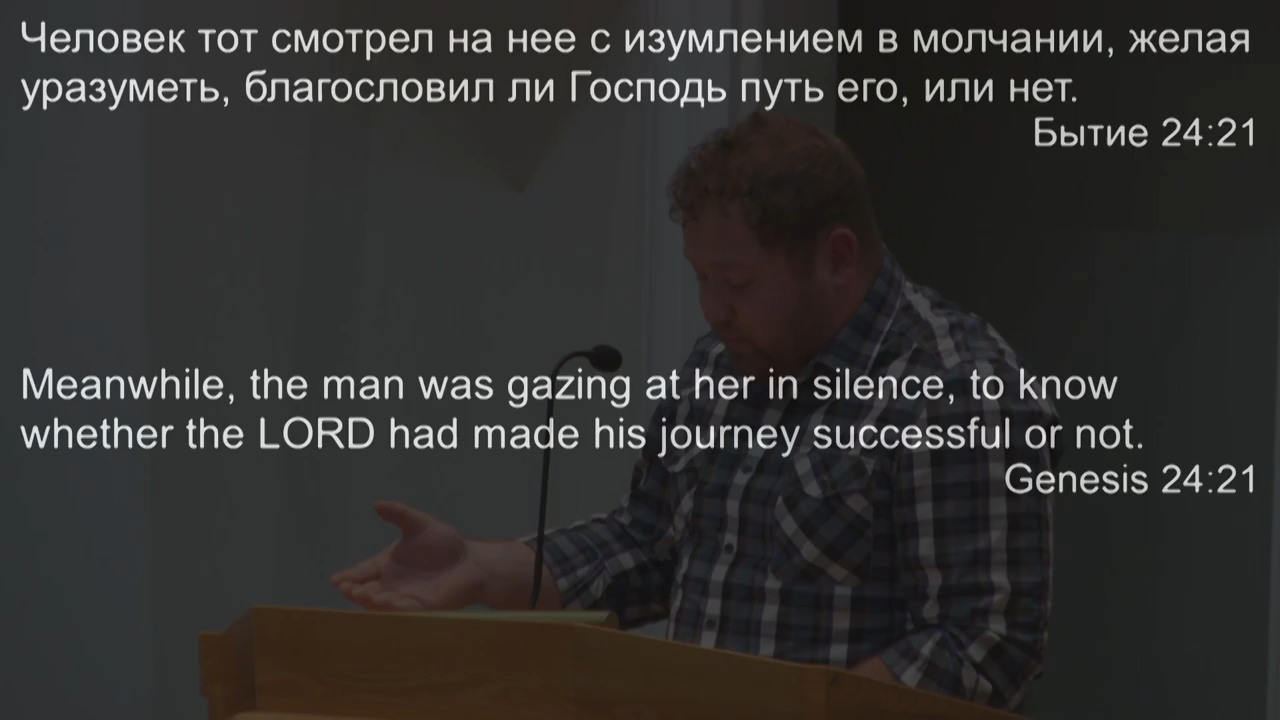 Человек тот смотрел на нее с изумлением в молчании, желая
уразуметь, благословил ли Господь путь его, или нет.
Бытие 24:21
Meanwhile, the man was gazing at her in silence, to know
whether the LORD had made his journey successful or not.
Genesis 24:21